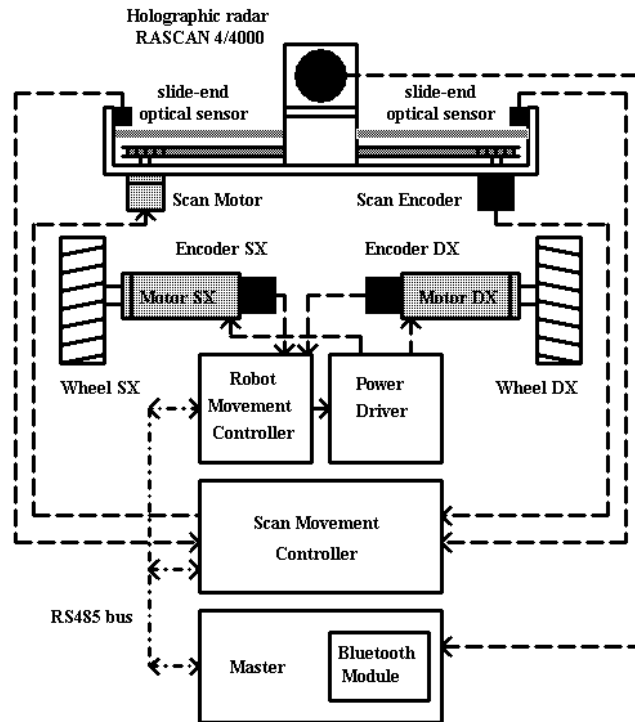 Holographic radar
RASCAN 4/4000
slide-end
optical sensor
slide-end
optical sensor
Scan Motor
Scan Encoder
Encoder SX
Encoder DX
Motor SX
Motor DX
Wheel SX
Wheel DX
Robot
Movement
Controller
Power
Driver
Scan Movement
Controller
RS485 bus
Master
Bluetooth
Module